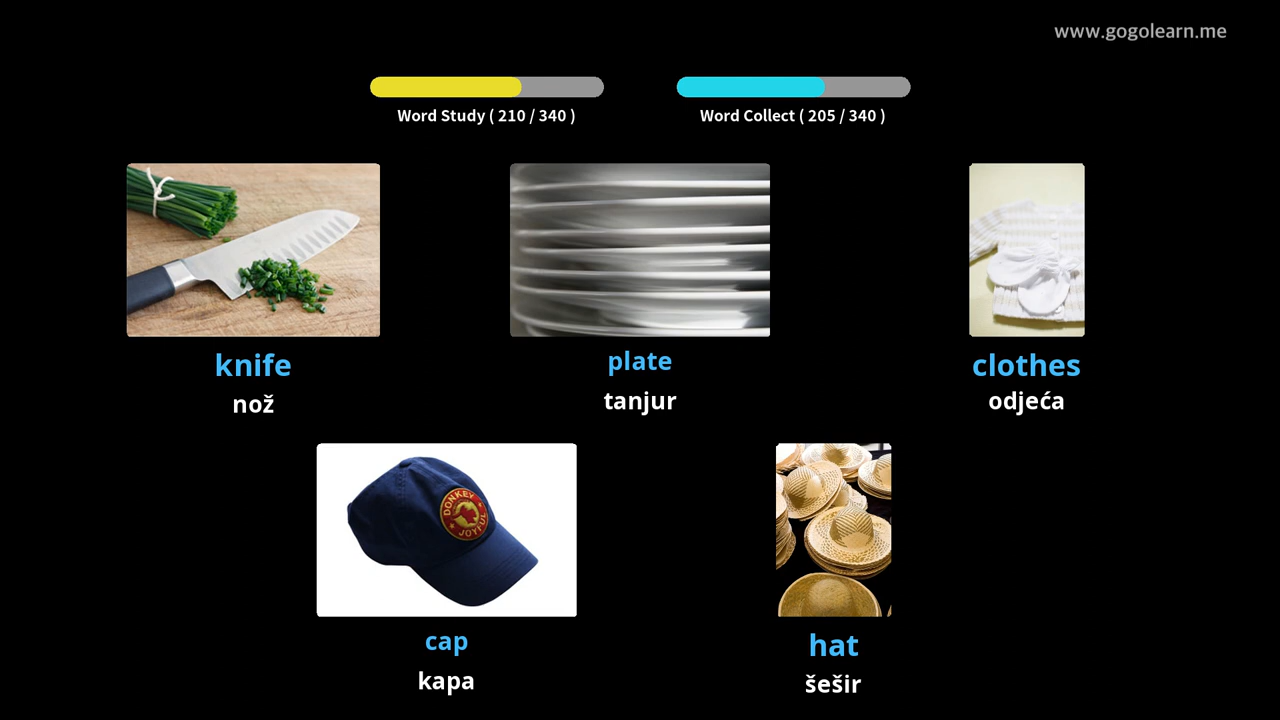 www.gogolearn.me
Word Study ( 210 / 340 )
Word Collect ( 205 / 340 )
knife
nož
plate
tanjur
clothes
odjeća
DONKEY
JOYFUL
cap
kapa
hat
šešir